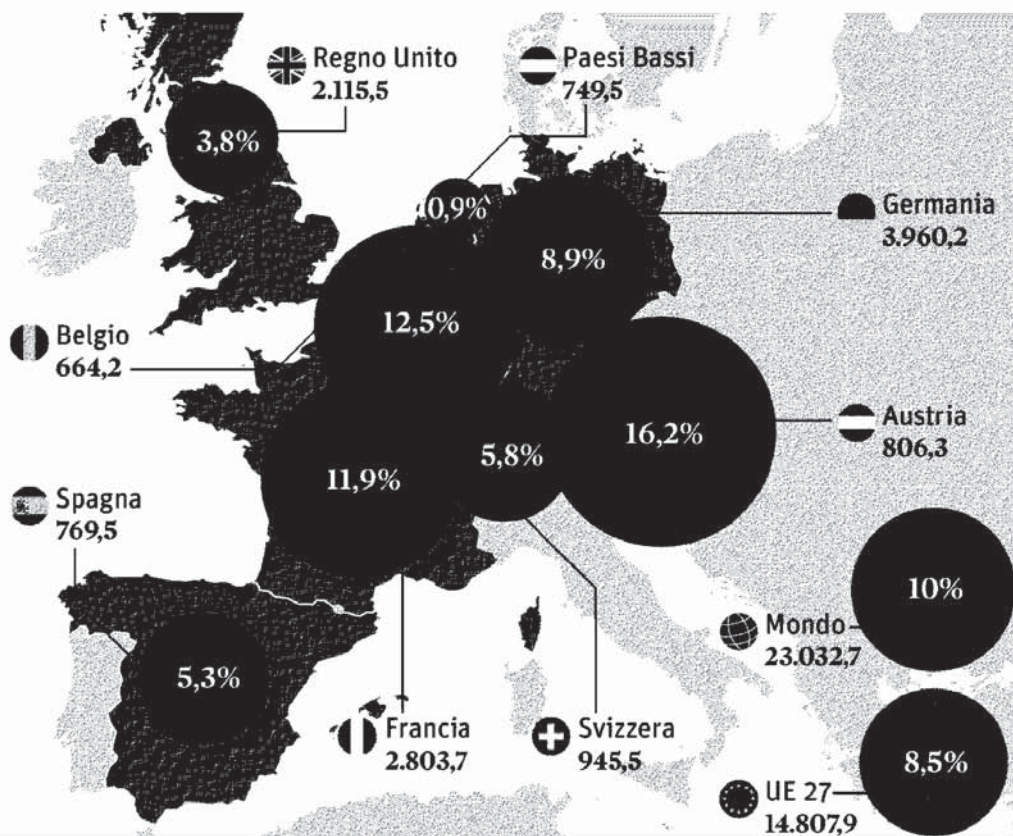 Regno Unito
2.115,5
3,8%
Paesi Bassi
749,5
0,9%
Germania
3.960,2
8,9%
Belgio
664,2
12,5%
Austria
806,3
16,2%
Spagna
769,5
5,3%
11,9%
5,8%
Francia
2.803,7
Svizzera
945,5
Mondo
23.032,7
10%
UE 27
14.807,9
8,5%